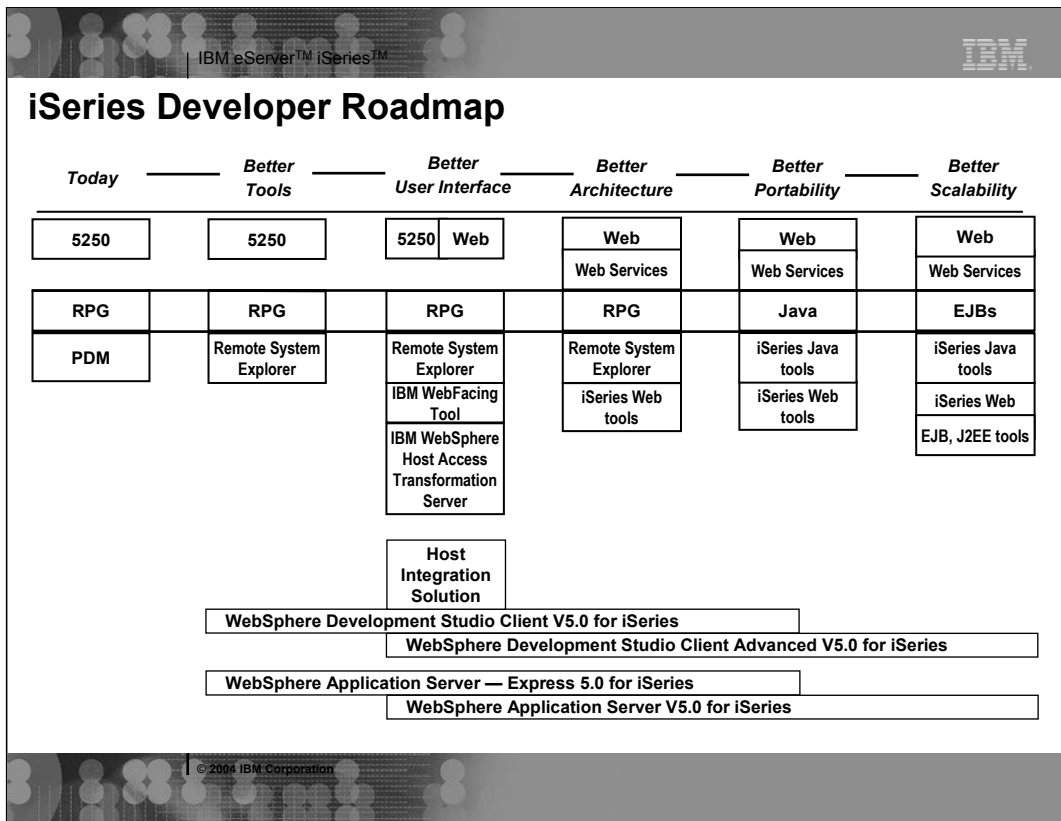 IBM eServer™ iSeries™
IBM.
iSeries Developer Roadmap
Today
Better
Tools
Better
User Interface
Better
Architecture
Better
Portability
Better
Scalability
5250
5250
5250 Web
Web
Web
Web
Web Services
Web Services
Web Services
RPG
RPG
RPG
RPG
Java
EJBs
PDM
Remote System
Explorer
Remote System
Explorer
IBM WebFacing
Tool
IBM WebSphere
Host Access
Transformation
Server
Remote System
Explorer
iSeries Web
tools
iSeries Java
tools
iSeries Web
tools
iSeries Java
tools
iSeries Web
EJB, J2EE tools
Host
Integration
Solution
WebSphere Development Studio Client V5.0 for iSeries
WebSphere Development Studio Client Advanced V5.0 for iSeries
WebSphere Application Server — Express 5.0 for iSeries
WebSphere Application Server V5.0 for iSeries
© 2004 IBM Corporation